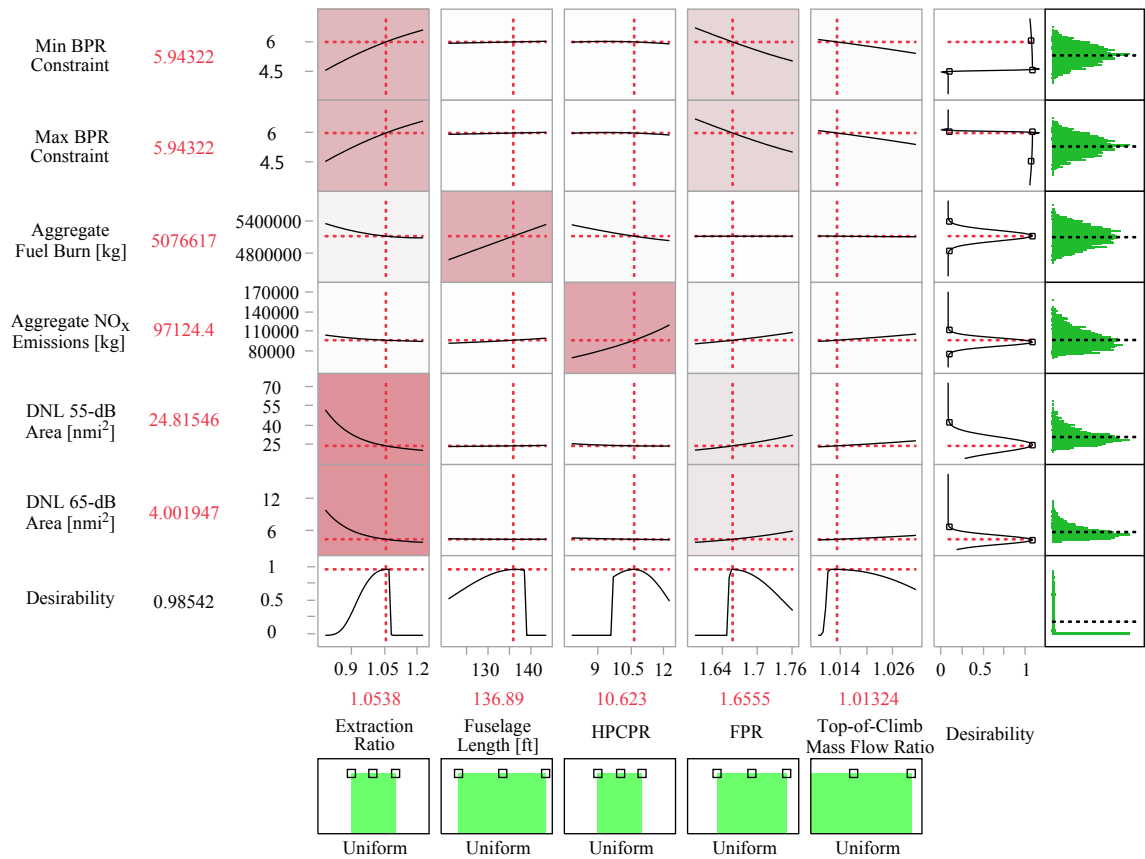 Min BPR
Constraint
5.94322
6
4.5
Max BPR
Constraint
5.94322
6
4.5
Aggregate
Fuel Burn [kg]
5076617
5400000
4800000
Aggregate NOx
Emissions [kg]
97124.4
170000
140000
110000
80000
DNL 55-dB
Area [nmi2]
24.81546
70
55
40
25
DNL 65-dB
Area [nmi2]
4.001947
12
6
Desirability
0.98542
1
0.5
0
0.9 1.05 1.2
130 140
9 10.5 12
1.64 1.7 1.76
1.014 1.026
0 0.5 1
1.0538
136.89
10.623
1.6555
1.01324
Extraction
Ratio
Fuselage
Length [ft]
HPCPR
FPR
Top-of-Climb
Mass Flow Ratio
Desirability
Uniform
Uniform
Uniform
Uniform
Uniform